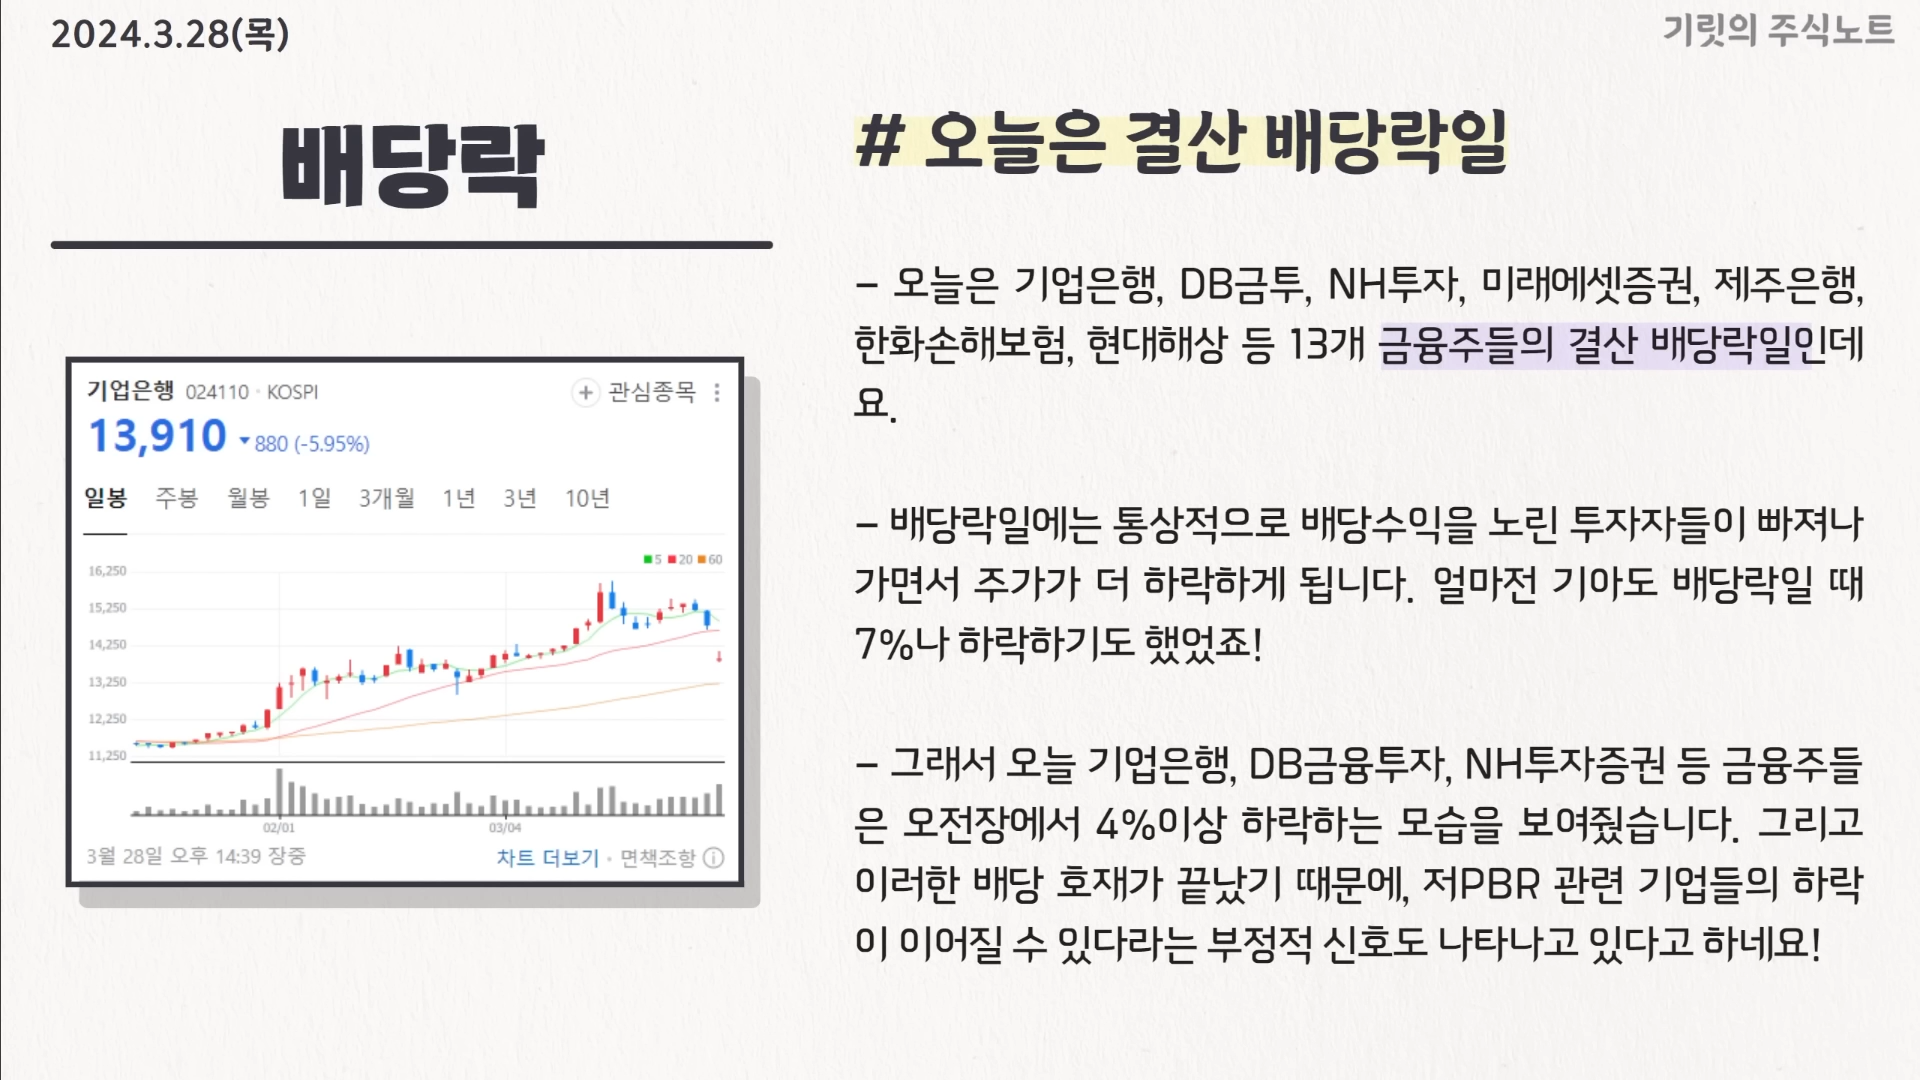 2024.3.28(목)
기릿의 주식노트
배당락
기업은행 024110 · KOSPI
+ 관심종목
13,910 ▼880 (-5.95%)
일봉 주봉 월봉 1일 3개월 1년 3년 10년
5 20 60
16,250
15,250
14,250
13,250
12,250
11,250
02/01 03/04
3월 28일 오후 14:39 장중
차트 더보기 · 면책조항
# 오늘은 결산 배당락일
- 오늘은 기업은행, DB금투, NH투자, 미래에셋증권, 제주은행,
한화손해보험, 현대해상 등 13개 금융주들의 결산 배당락일인데
요.
- 배당락일에는 통상적으로 배당수익을 노린 투자자들이 빠져나
가면서 주가가 더 하락하게 됩니다. 얼마전 기아도 배당락일 때
7%나 하락하기도 했었죠!
- 그래서 오늘 기업은행, DB금융투자, NH투자증권 등 금융주들
은 오전장에서 4%이상 하락하는 모습을 보여줬습니다. 그리고
이러한 배당 호재가 끝났기 때문에, 저PBR 관련 기업들의 하락
이 이어질 수 있다라는 부정적 신호도 나타나고 있다고 하네요!